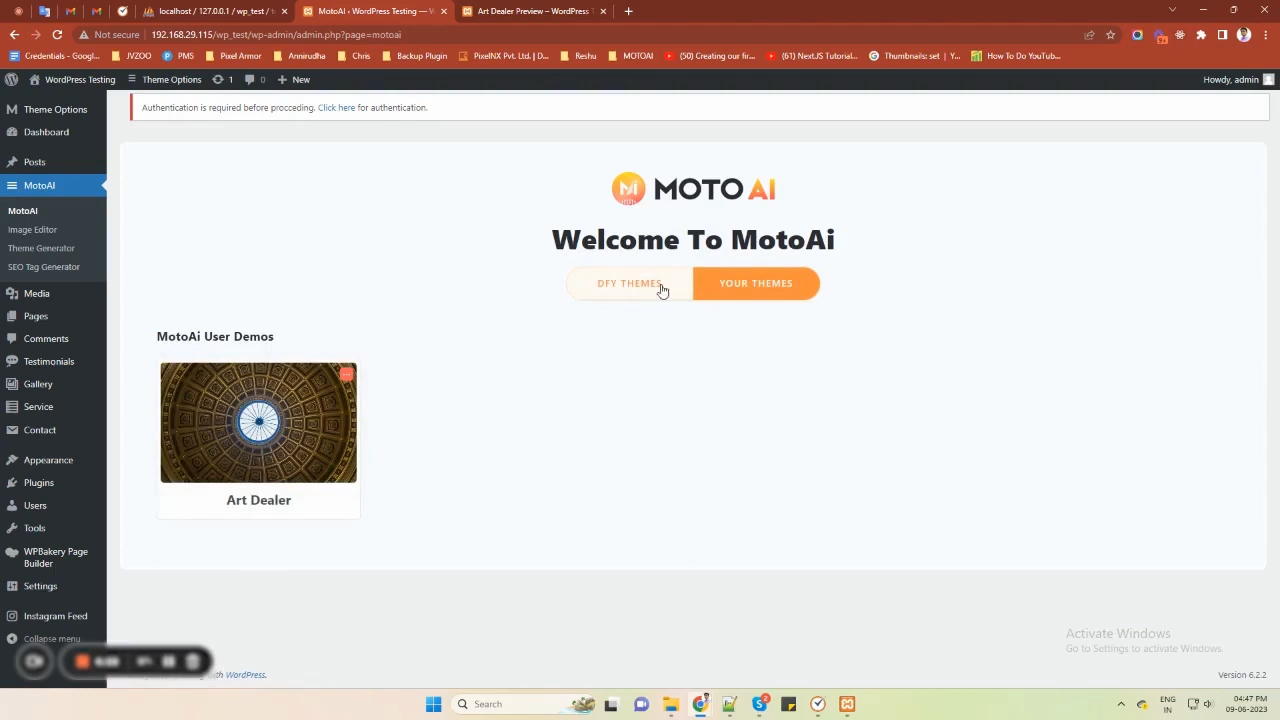 localhost / 127.0.0.1 / wp_test / t
MotoAI ‹ WordPress Testing — W
Art Dealer Preview – WordPress T
Not secure
192.168.29.115/wp_test/wp-admin/admin.php?page=motoai
Credentials - Googl...
JVZOO
PMS
Pixel Armor
Annirudha
Chris
Backup Plugin
PixelNX Pvt. Ltd. | D...
Reshu
MOTOAI
(50) Creating our fir...
(61) NextJS Tutorial...
Thumbnails: set | Y...
How To Do YouTub...
WordPress Testing
Theme Options
1
0
New
Howdy, admin
Theme Options
Dashboard
Posts
MotoAI
MotoAI
Image Editor
Theme Generator
SEO Tag Generator
Media
Pages
Comments
Testimonials
Gallery
Service
Contact
Appearance
Plugins
Users
Tools
WPBakery Page
Builder
Settings
Instagram Feed
Collapse menu
Authentication is required before procceding. Click here for authentication.
MOTO AI
Welcome To MotoAi
DFY THEMES
YOUR THEMES
MotoAi User Demos
Art Dealer
Activate Windows
Go to Settings to activate Windows.
WordPress.
Version 6.2.2
Search
2
ENG
IN
04:47 PM
09-06-2023